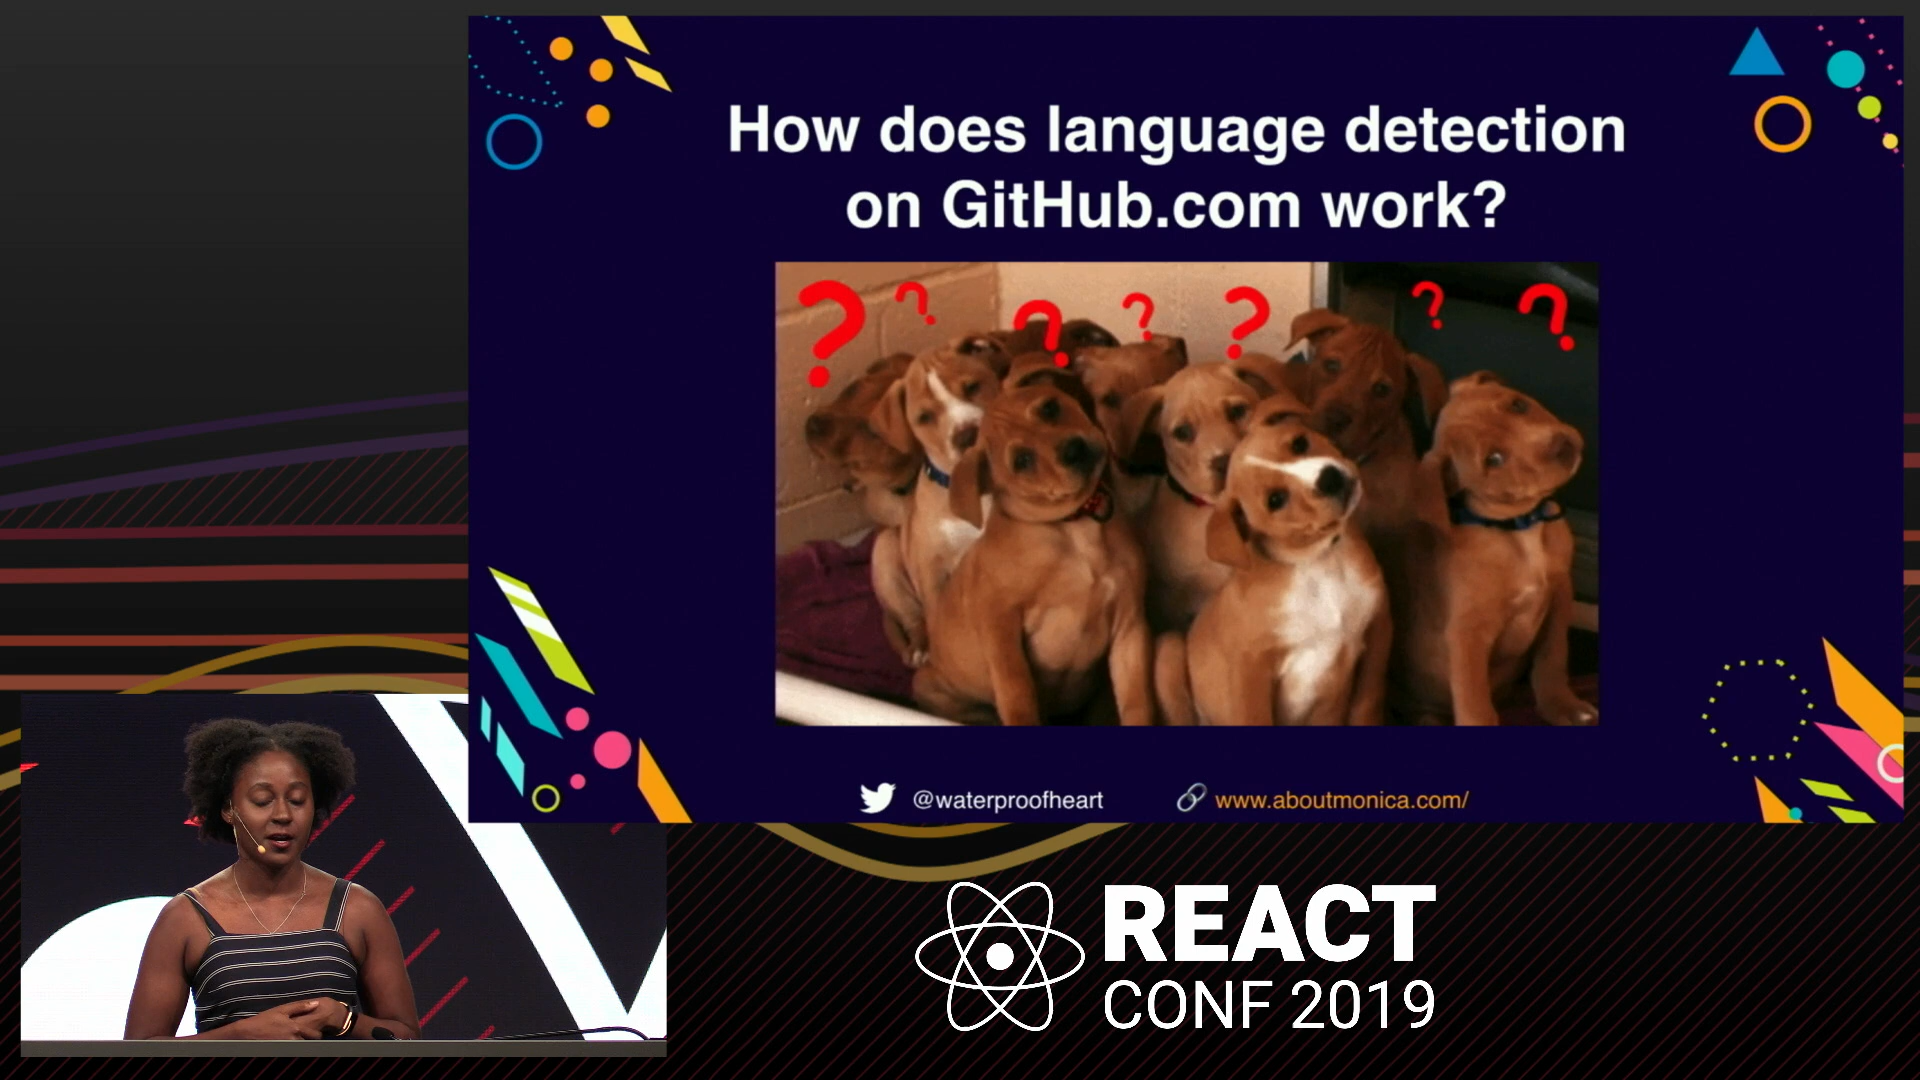 How does language detection
on GitHub.com work?
? ? ? ? ? ? ?
@waterproofheart
www.aboutmonica.com/
REACT
CONF 2019